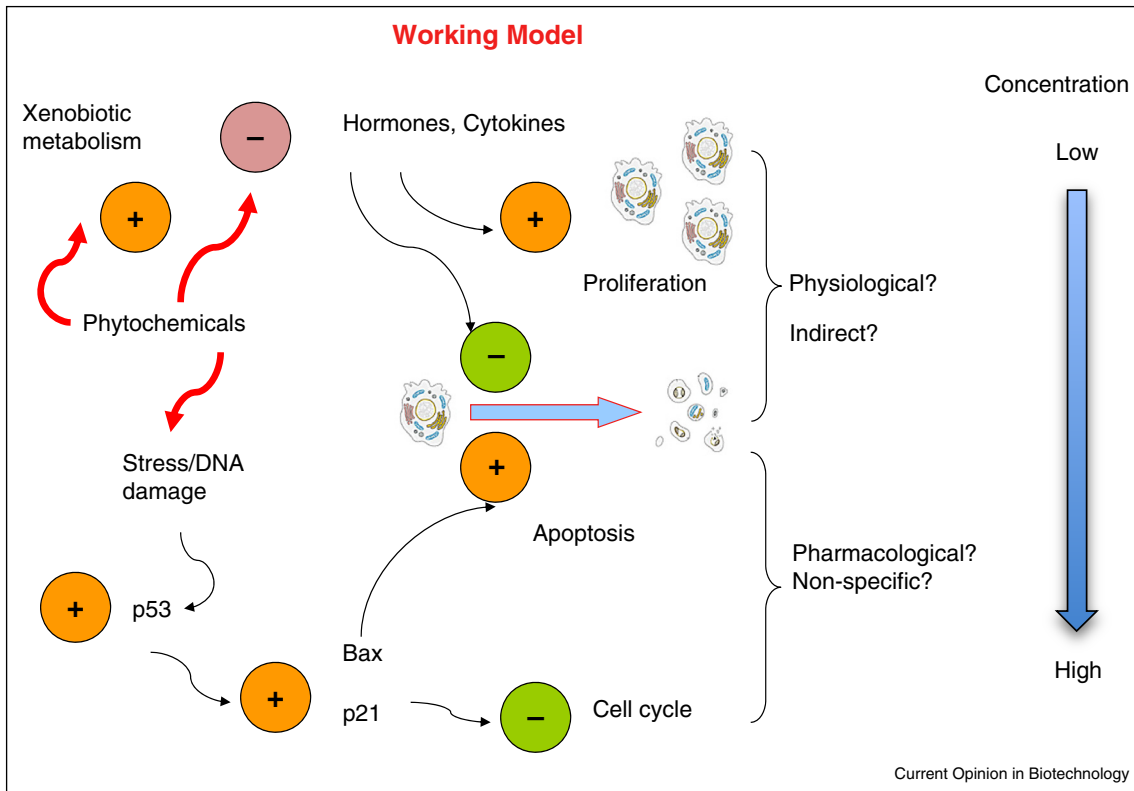 Working Model
Concentration
Xenobiotic
metabolism
−
Hormones, Cytokines
Low
+
+
Proliferation
Physiological?
Indirect?
Phytochemicals
−
+
Stress/DNA
damage
Apoptosis
Pharmacological?
Non-specific?
+
p53
Bax
High
+
p21
−
Cell cycle
Current Opinion in Biotechnology